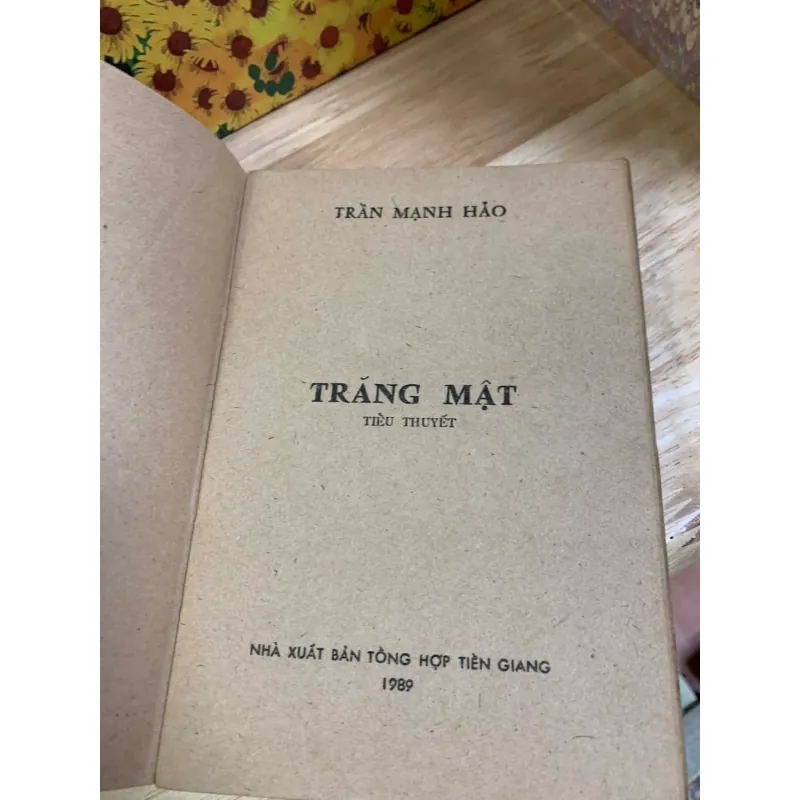 TRẦN MẠNH HẢO
TRĂNG MẬT
TIỂU THUYẾT
NHÀ XUẤT BẢN TỔNG HỢP TIỀN GIANG
1989